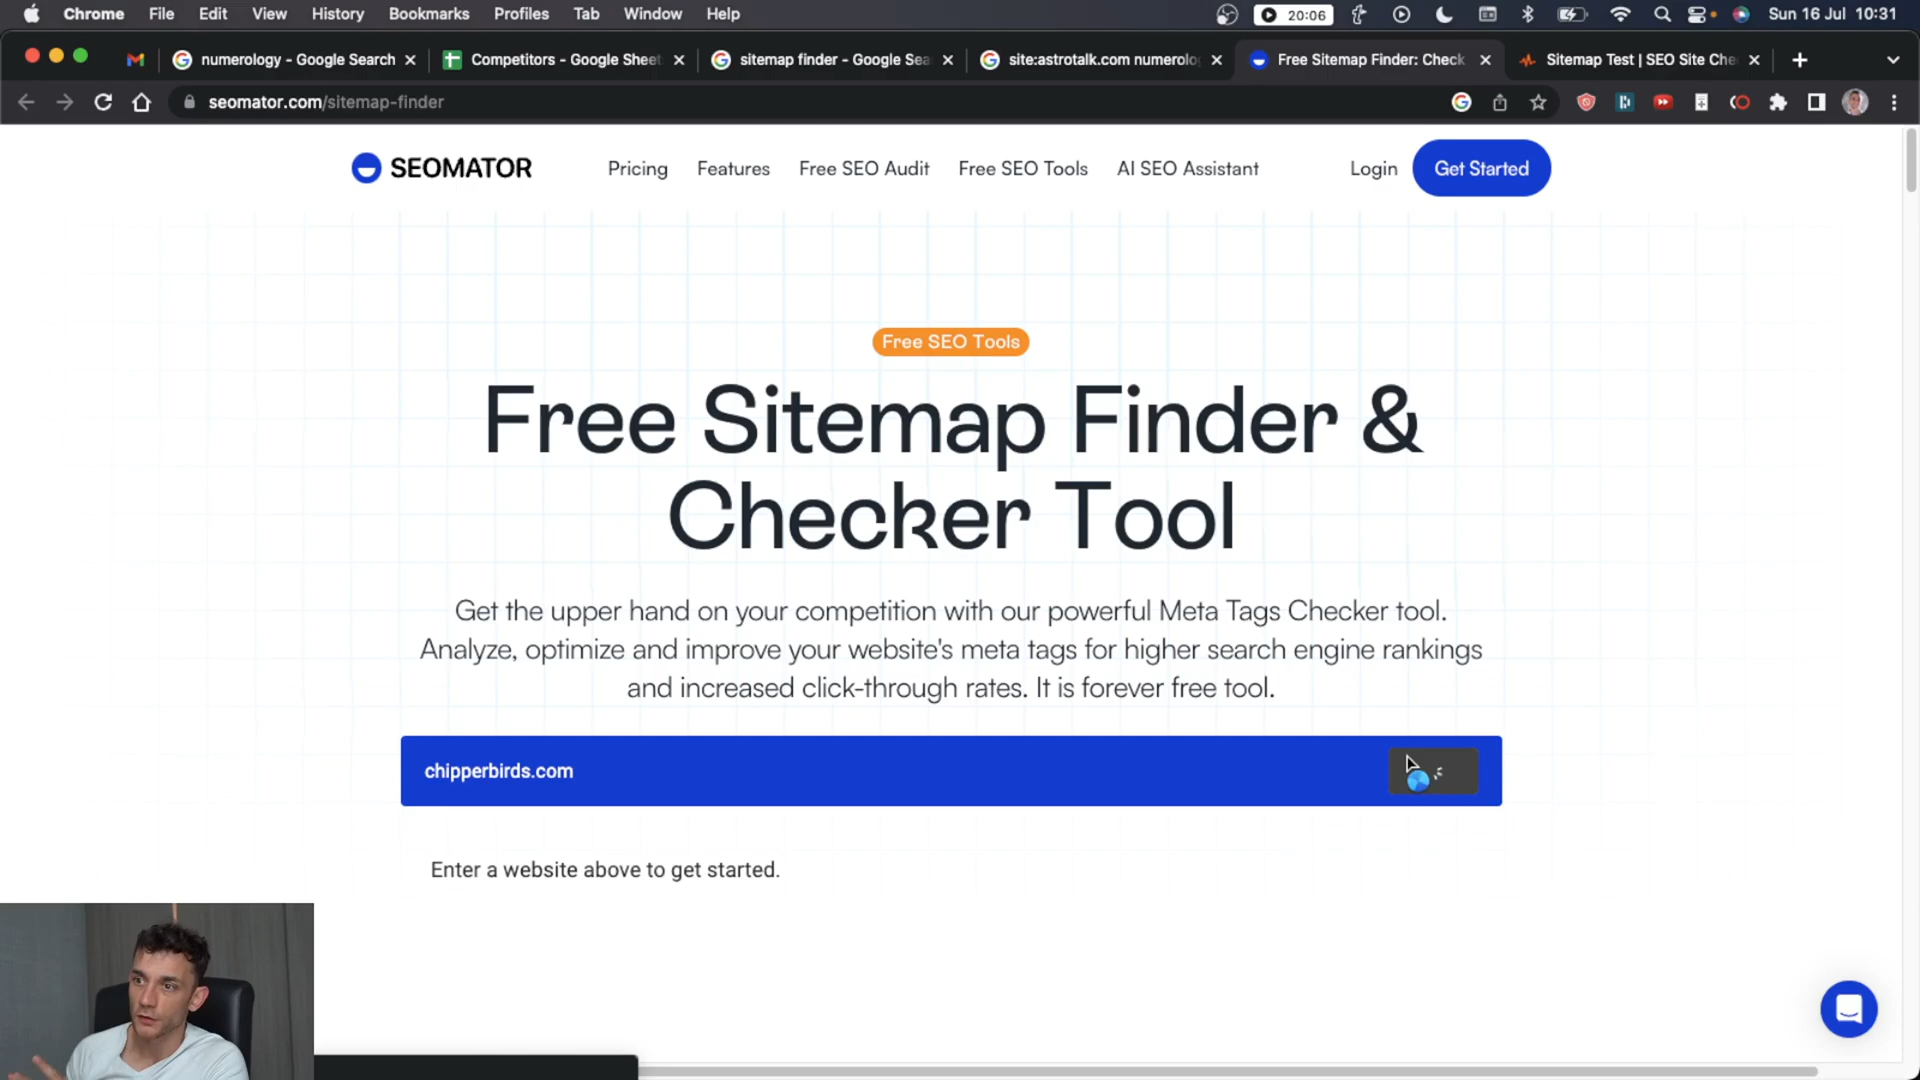 Chrome File Edit View History Bookmarks Profiles Tab Window Help 20:06 Sun 16 Jul 10:31
numerology - Google Search Competitors - Google Sheet sitemap finder - Google Sea site:astrotalk.com numerolo Free Sitemap Finder: Check Sitemap Test | SEO Site Che
seomator.com/sitemap-finder
SEOMATOR Pricing Features Free SEO Audit Free SEO Tools AI SEO Assistant Login Get Started
Free SEO Tools
Free Sitemap Finder &
Checker Tool
Get the upper hand on your competition with our powerful Meta Tags Checker tool.
Analyze, optimize and improve your website's meta tags for higher search engine rankings
and increased click-through rates. It is forever free tool.
chipperbirds.com
Enter a website above to get started.